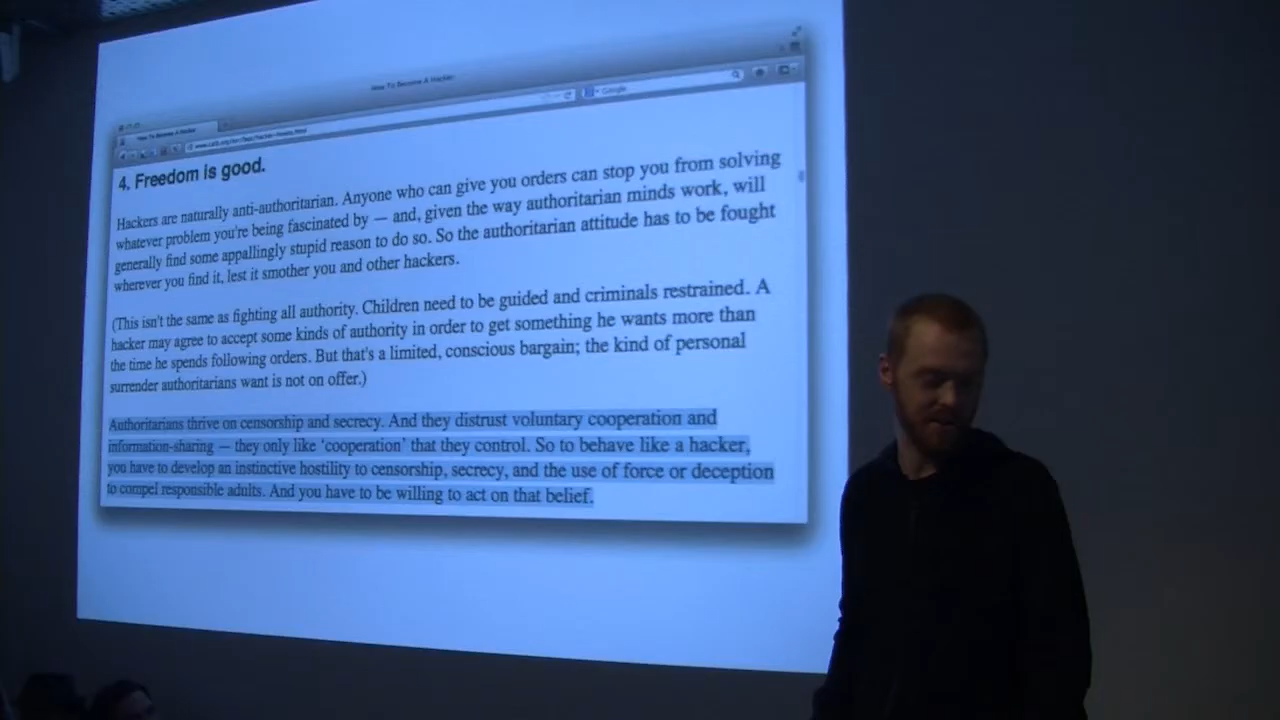 How To Become A Hacker
How To Become A Hacker
Google
4. Freedom is good.
Hackers are naturally anti-authoritarian. Anyone who can give you orders can stop you from solving
whatever problem you're being fascinated by — and, given the way authoritarian minds work, will
generally find some appallingly stupid reason to do so. So the authoritarian attitude has to be fought
wherever you find it, lest it smother you and other hackers.
(This isn't the same as fighting all authority. Children need to be guided and criminals restrained. A
hacker may agree to accept some kinds of authority in order to get something he wants more than
the time he spends following orders. But that's a limited, conscious bargain; the kind of personal
surrender authoritarians want is not on offer.)
Authoritarians thrive on censorship and secrecy. And they distrust voluntary cooperation and
information-sharing — they only like ‘cooperation’ that they control. So to behave like a hacker,
you have to develop an instinctive hostility to censorship, secrecy, and the use of force or deception
to compel responsible adults. And you have to be willing to act on that belief.